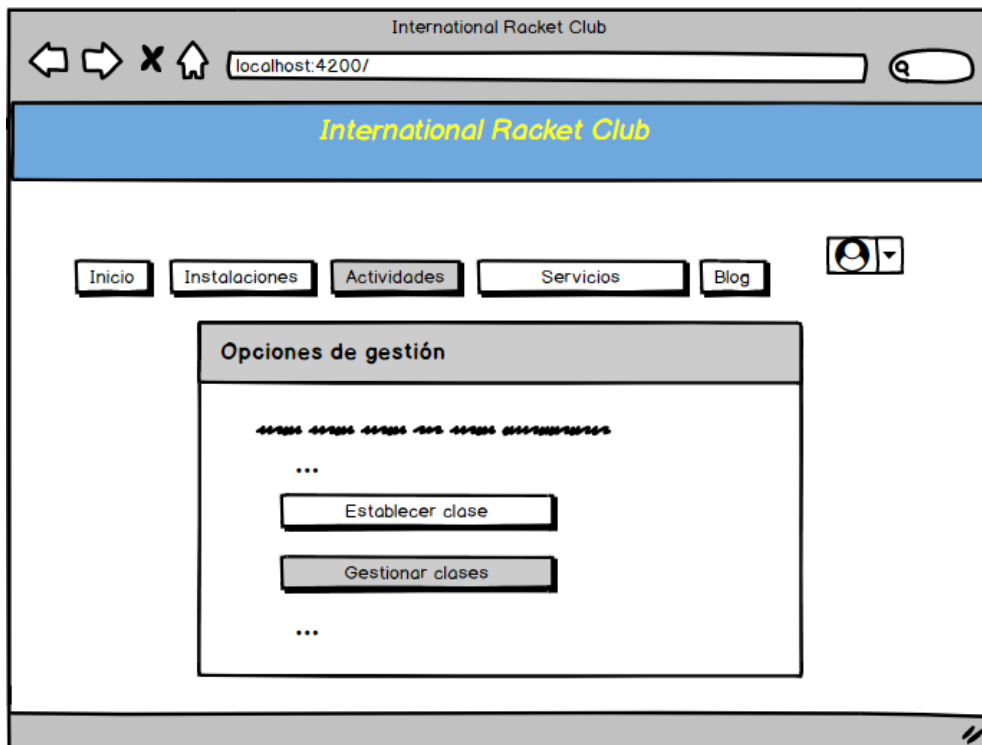 International Racket Club
localhost:4200/
International Racket Club
Inicio Instalaciones Actividades Servicios Blog
Opciones de gestión
...
Establecer clase
Gestionar clases
...